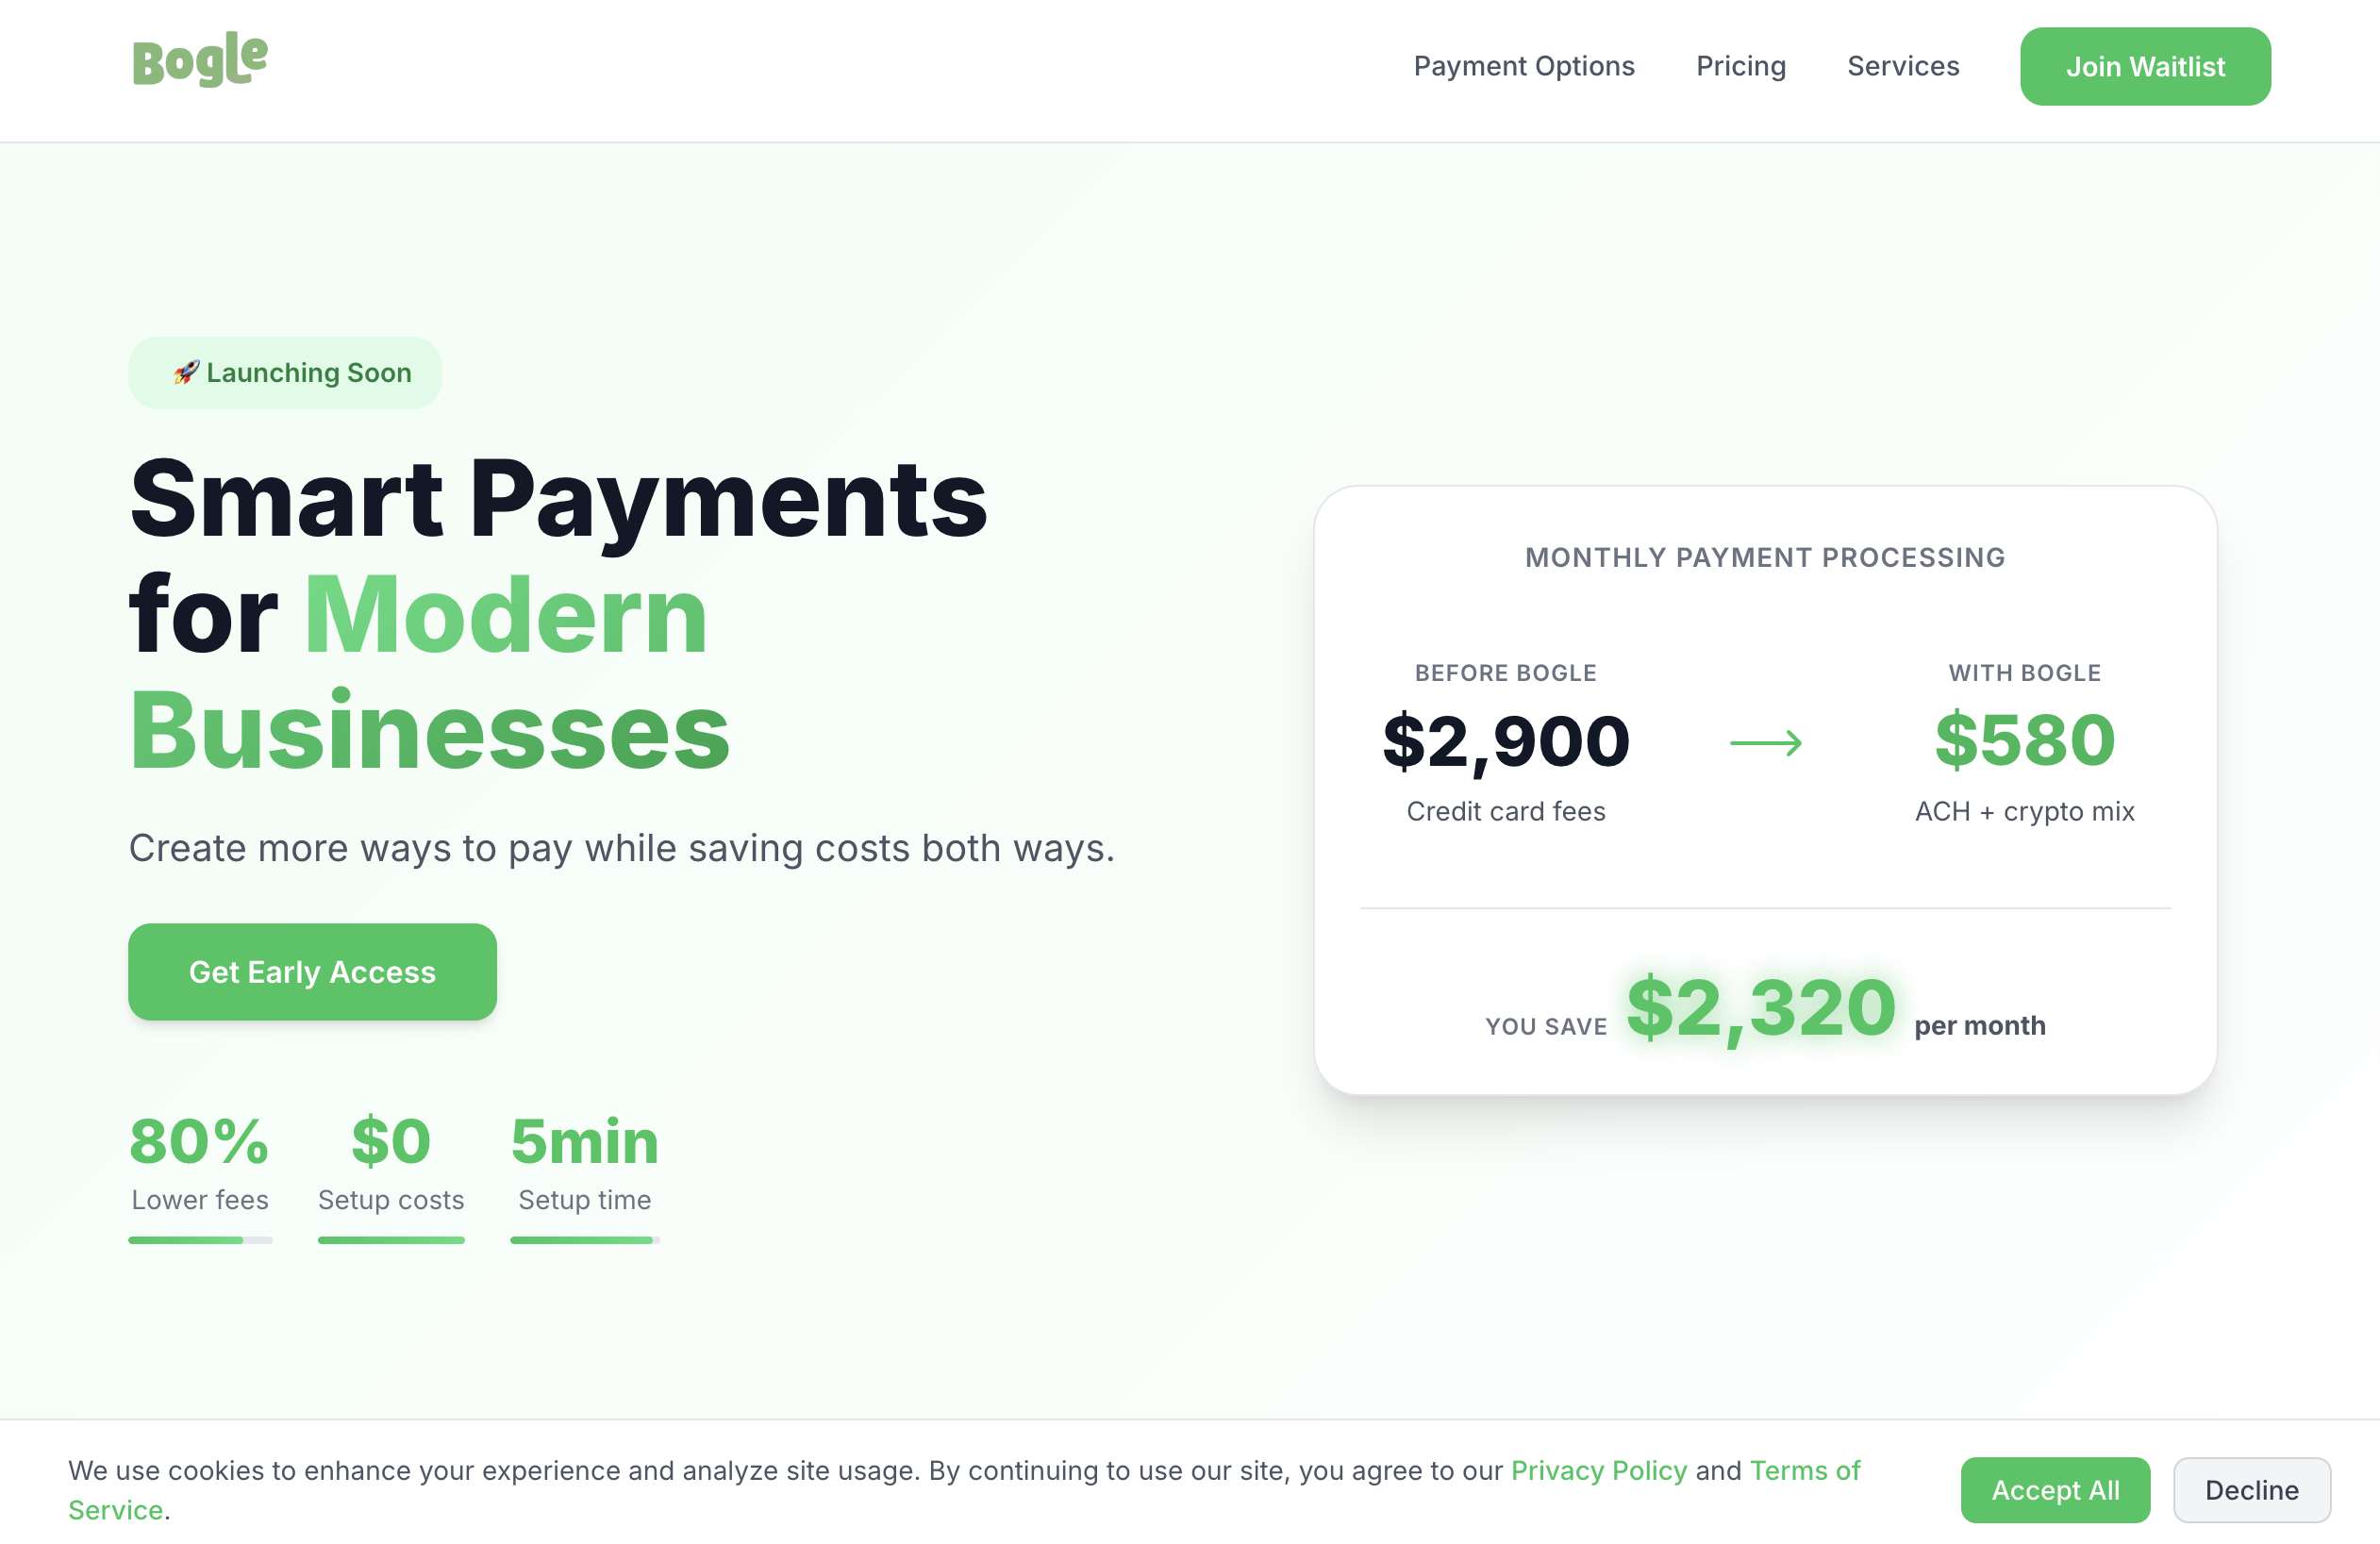 Bogle
Payment Options
Pricing
Services
Join Waitlist
🚀 Launching Soon
Smart Payments
for Modern
Businesses
Create more ways to pay while saving costs both ways.
Get Early Access
80%
Lower fees
$0
Setup costs
5min
Setup time
MONTHLY PAYMENT PROCESSING
BEFORE BOGLE
$2,900
Credit card fees
WITH BOGLE
$580
ACH + crypto mix
YOU SAVE $2,320 per month
We use cookies to enhance your experience and analyze site usage. By continuing to use our site, you agree to our Privacy Policy and Terms of
Service.
Accept All
Decline